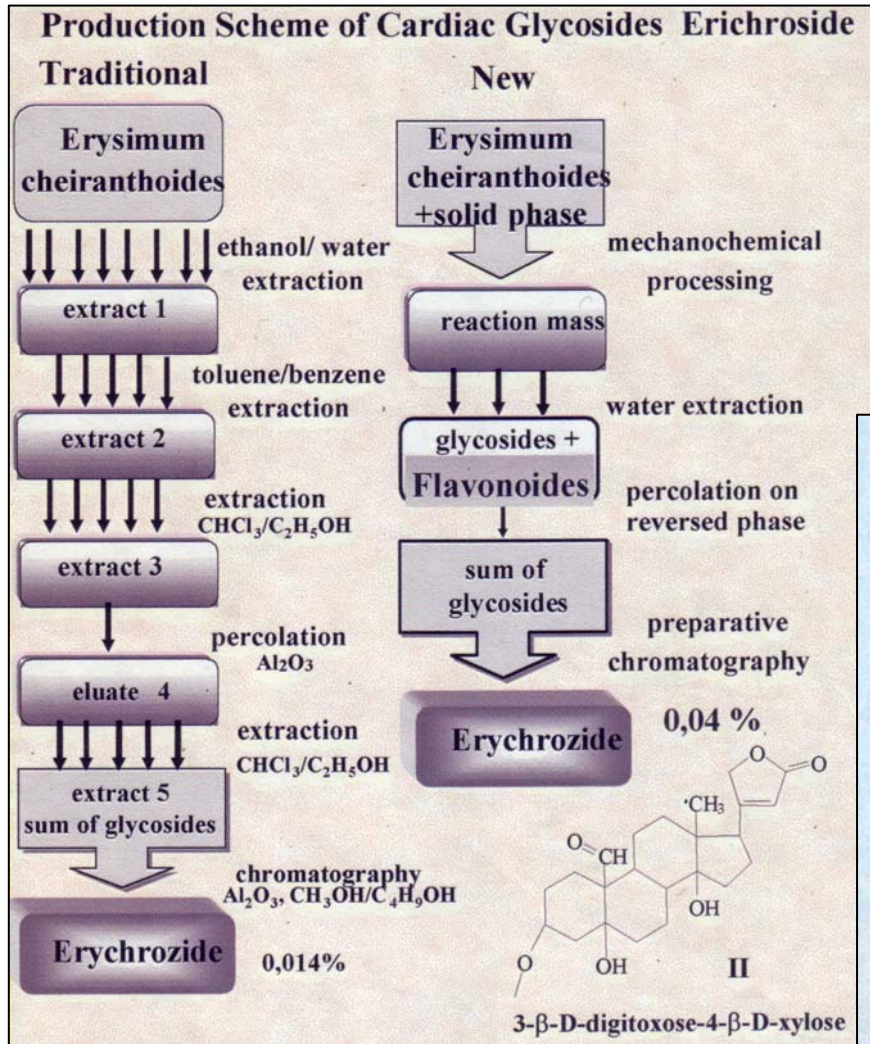 Production Scheme of Cardiac Glycosides Erichroside
Traditional
Erysimum
cheiranthoides
ethanol/ water
extraction
extract 1
toluene/benzene
extraction
extract 2
extraction
CHCl₃/C₂H₅OH
extract 3
percolation
Al₂O₃
eluate 4
extraction
CHCl₃/C₂H₅OH
extract 5
sum of glycosides
chromatography
Al₂O₃, CH₃OH/C₄H₉OH
Erychrozide
0,014%
New
Erysimum
cheiranthoides
+solid phase
mechanochemical
processing
reaction mass
water extraction
glycosides +
Flavonoides
percolation on
reversed phase
sum of
glycosides
preparative
chromatography
Erychrozide
0,04 %
O
O
CH₃
O
CH
OH
O
OH
II
3-β-D-digitoxose-4-β-D-xylose